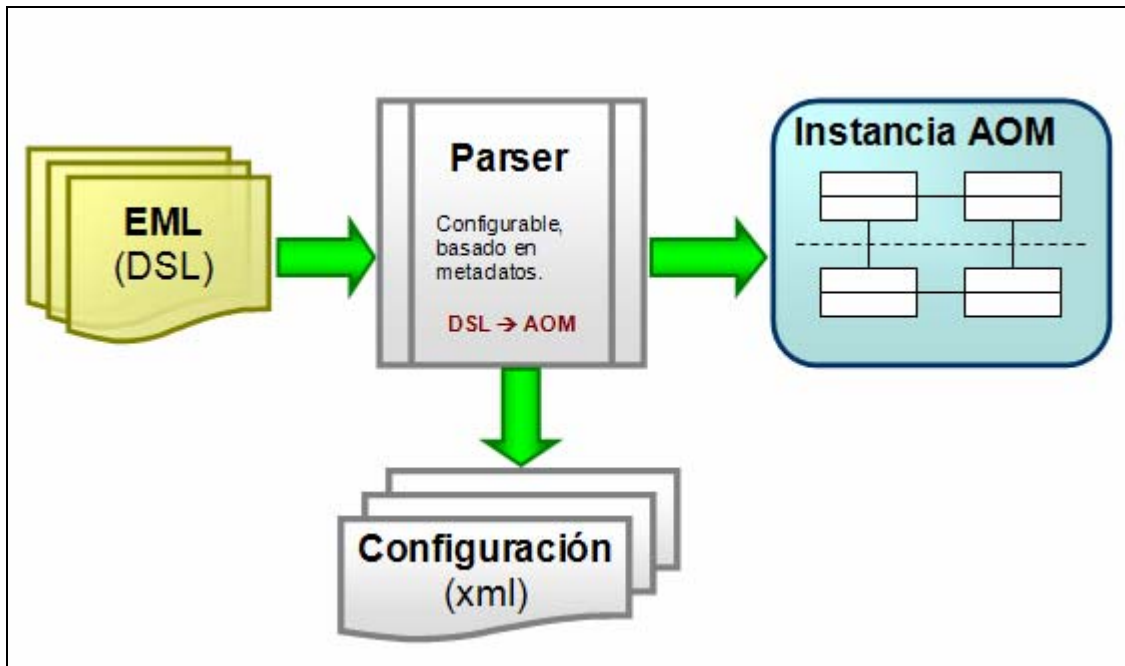 EML
(DSL)
Parser
Configurable,
basado en
metadatos.
DSL → AOM
Instancia AOM
Configuración
(xml)